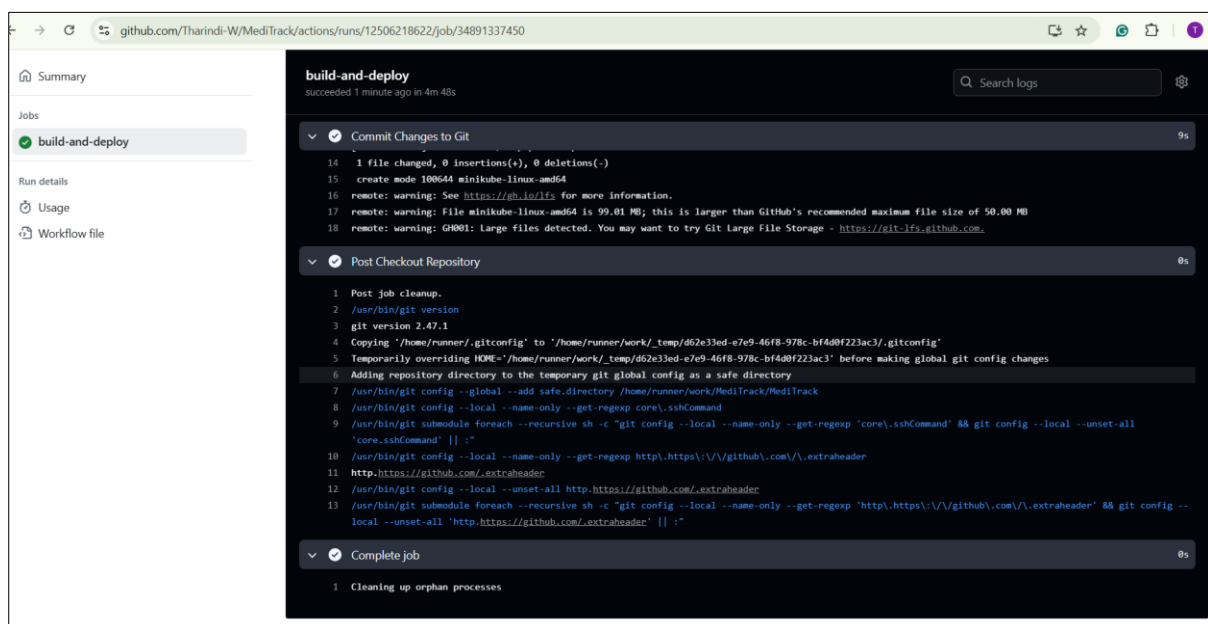 github.com/Tharindi-W/MediTrack/actions/runs/12506218622/job/34891337450
T
Summary
Jobs
build-and-deploy
Run details
Usage
Workflow file
build-and-deploy
succeeded 1 minute ago in 4m 48s
Search logs
Commit Changes to Git 9s
14 1 file changed, 0 insertions(+), 0 deletions(-)
15 create mode 100644 minikube-linux-amd64
16 remote: warning: See https://gh.io/lfs for more information.
17 remote: warning: File minikube-linux-amd64 is 99.01 MB; this is larger than GitHub's recommended maximum file size of 50.00 MB
18 remote: warning: GH001: Large files detected. You may want to try Git Large File Storage - https://git-lfs.github.com.
Post Checkout Repository 0s
1 Post job cleanup.
2 /usr/bin/git version
3 git version 2.47.1
4 Copying '/home/runner/.gitconfig' to '/home/runner/work/_temp/d62e33ed-e7e9-46f8-978c-bf4d0f223ac3/.gitconfig'
5 Temporarily overriding HOME='/home/runner/work/_temp/d62e33ed-e7e9-46f8-978c-bf4d0f223ac3' before making global git config changes
6 Adding repository directory to the temporary git global config as a safe directory
7 /usr/bin/git config --global --add safe.directory /home/runner/work/MediTrack/MediTrack
8 /usr/bin/git config --local --name-only --get-regexp core\.sshCommand
9 /usr/bin/git submodule foreach --recursive sh -c "git config --local --name-only --get-regexp 'core\.sshCommand' && git config --local --unset-all
'core.sshCommand' || :"
10 /usr/bin/git config --local --name-only --get-regexp http\.https\:\/\/github\.com\/\.extraheader
11 http.https://github.com/.extraheader
12 /usr/bin/git config --local --unset-all http.https://github.com/.extraheader
13 /usr/bin/git submodule foreach --recursive sh -c "git config --local --name-only --get-regexp 'http\.https\:\/\/github\.com\/\.extraheader' && git config --
local --unset-all 'http.https://github.com/.extraheader' || :"
Complete job 0s
1 Cleaning up orphan processes